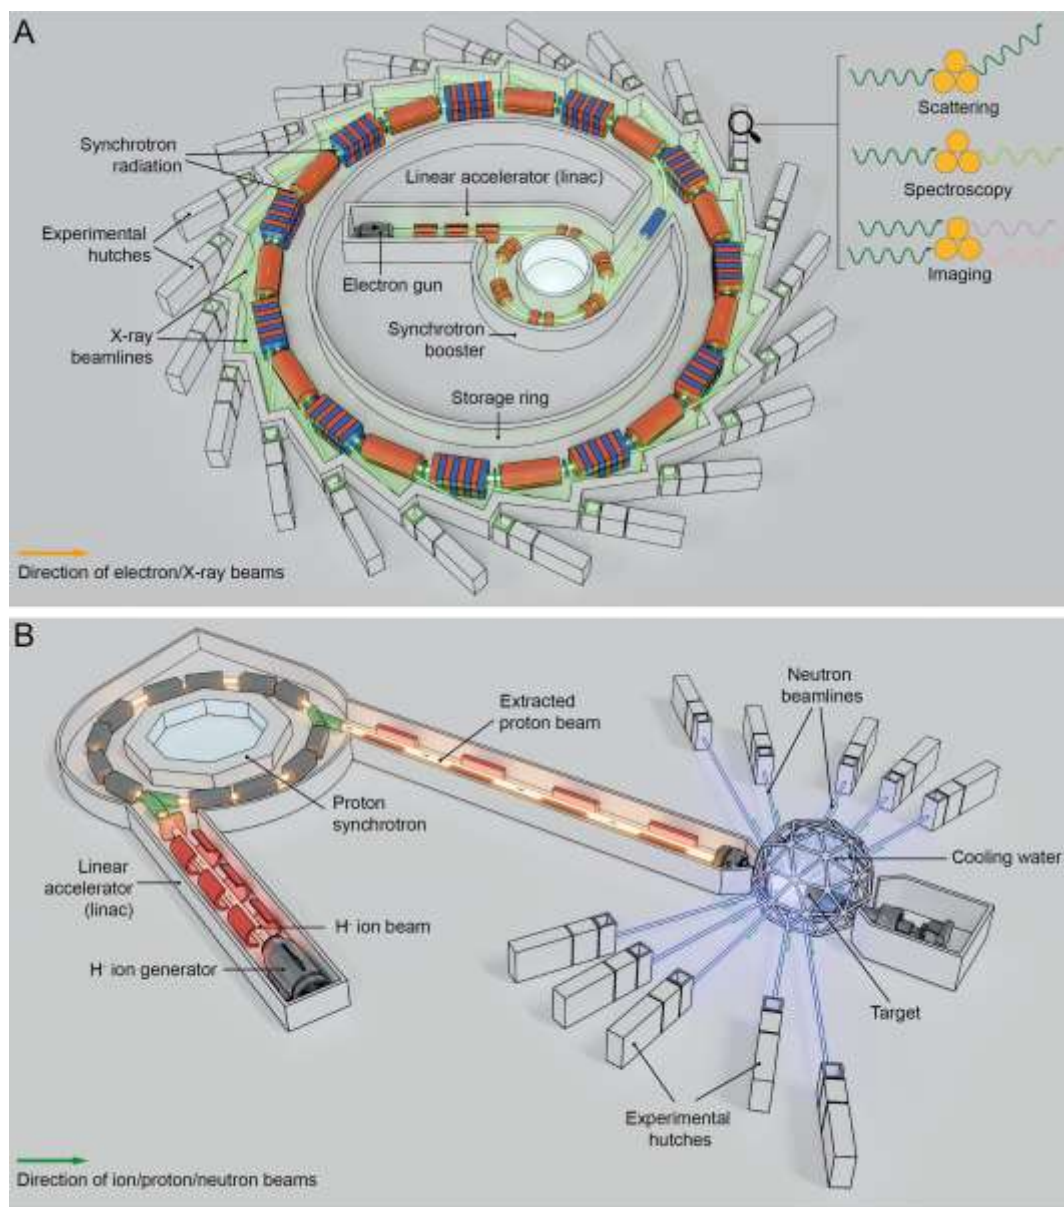 A
Scattering
Spectroscopy
Imaging
Synchrotron
radiation
Linear accelerator (linac)
Experimental
hutches
Electron gun
X-ray
beamlines
Synchrotron
booster
Storage ring
Direction of electron/X-ray beams
B
Neutron
beamlines
Extracted
proton beam
Proton
synchrotron
Cooling water
Linear
accelerator
(linac)
H⁻ ion beam
H⁻ ion generator
Target
Experimental
hutches
Direction of ion/proton/neutron beams